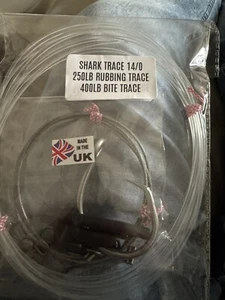 SHARK TRACE 14/0
250LB RUBBING TRACE
400LB BITE TRACE
MADE
IN THE
UK